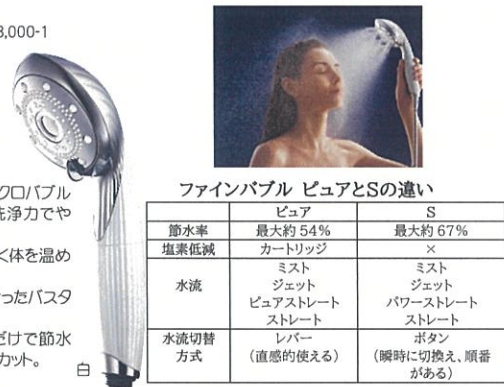 3,000-1
クロバブル
洗浄力でや
く体を温め
ったバスタ
だけで節水
カット。
白
ファインバブル ピュアとSの違い
ピュア S
節水率 最大約54% 最大約67%
塩素低減 カートリッジ ×
水流
ミスト ミスト
ジェット ジェット
ピュアストレート パワーストレート
ストレート ストレート
水流切替 レバー ボタン
方式 (直感的使える) (瞬時に切換え、順番
がある)